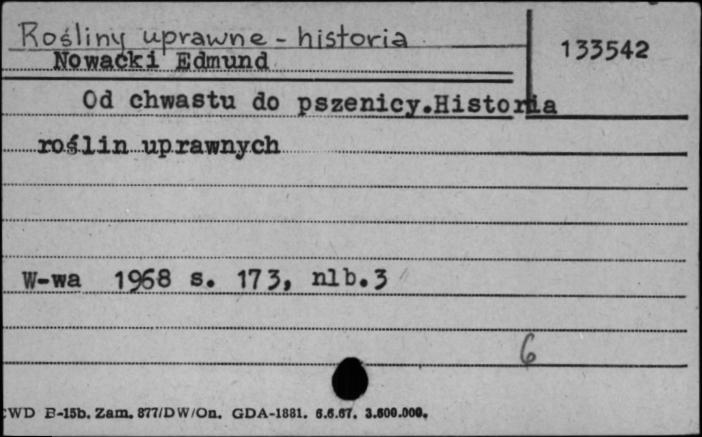 Rośliny uprawne - historia
133542
Nowacki Edmund
Od chwastu do pszenicy.Historia
roślin uprawnych
W-wa 1968 s. 173, nlb.3
6
CWD B-15b. Zam. 877/DW/On. GDA-1881. 6.6.67. 3.600.000.